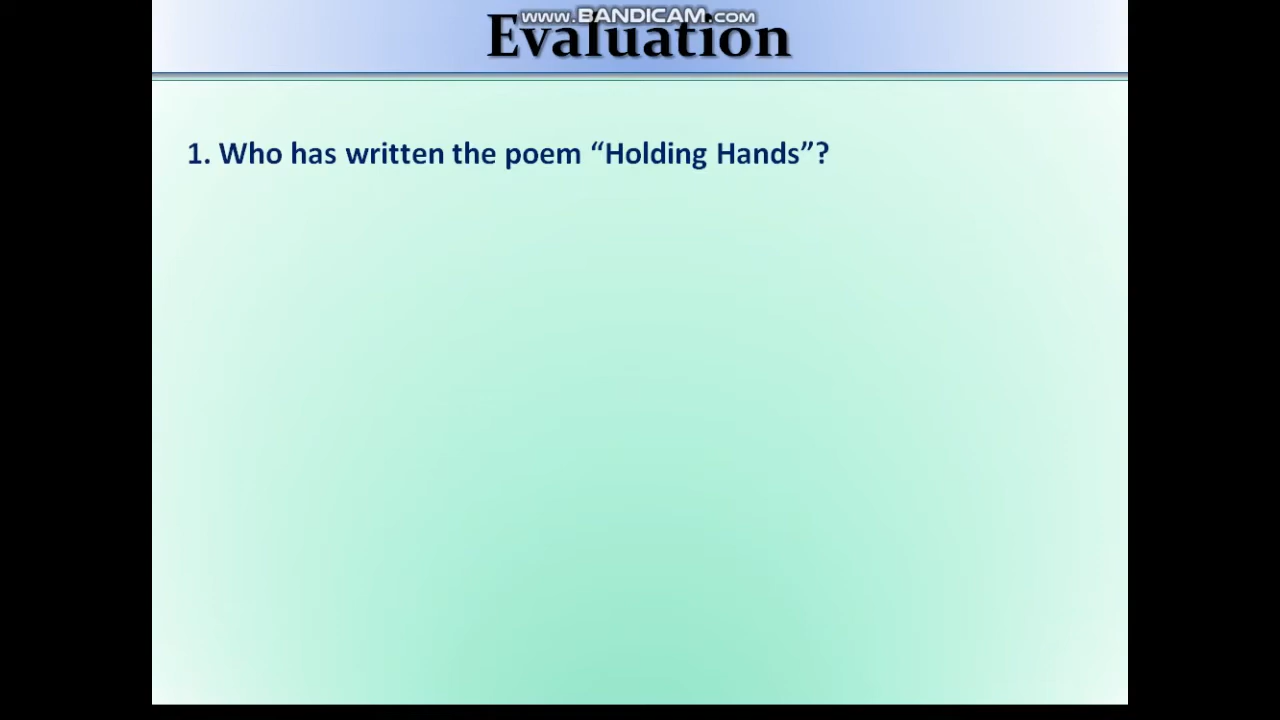 www.BANDICAM.com
Evaluation
1. Who has written the poem “Holding Hands”?